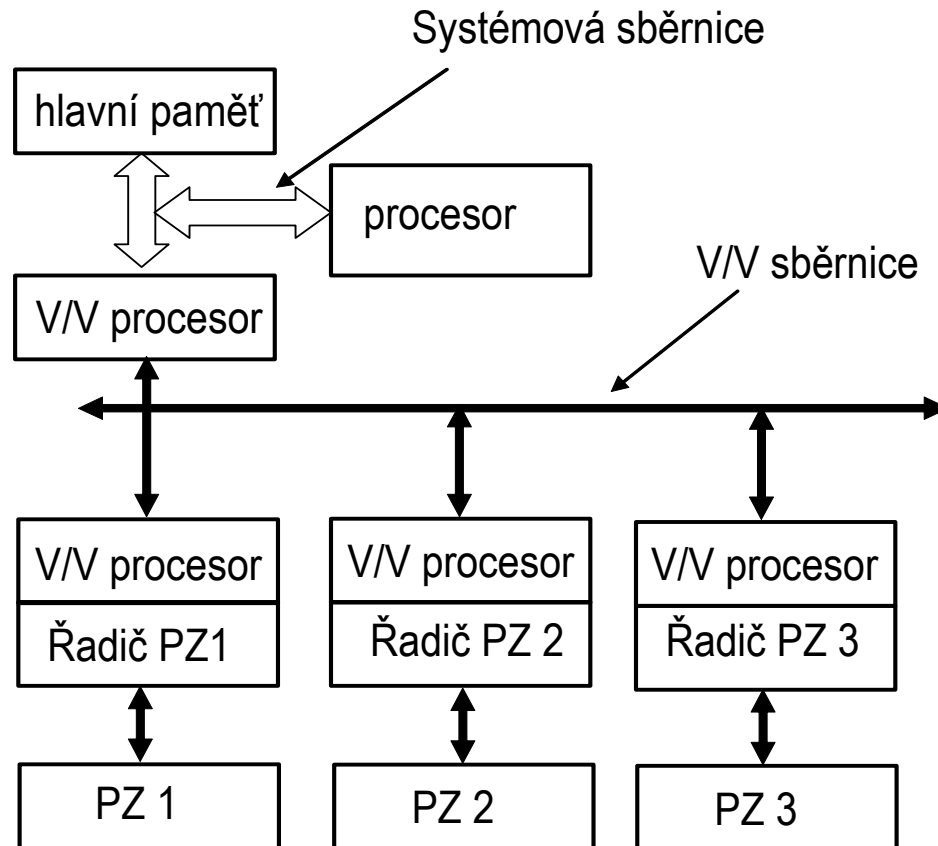 Systémová sběrnice
hlavní paměť
procesor
V/V sběrnice
V/V procesor
V/V procesor
V/V procesor
V/V procesor
Řadič PZ1
Řadič PZ 2
Řadič PZ 3
PZ 1
PZ 2
PZ 3